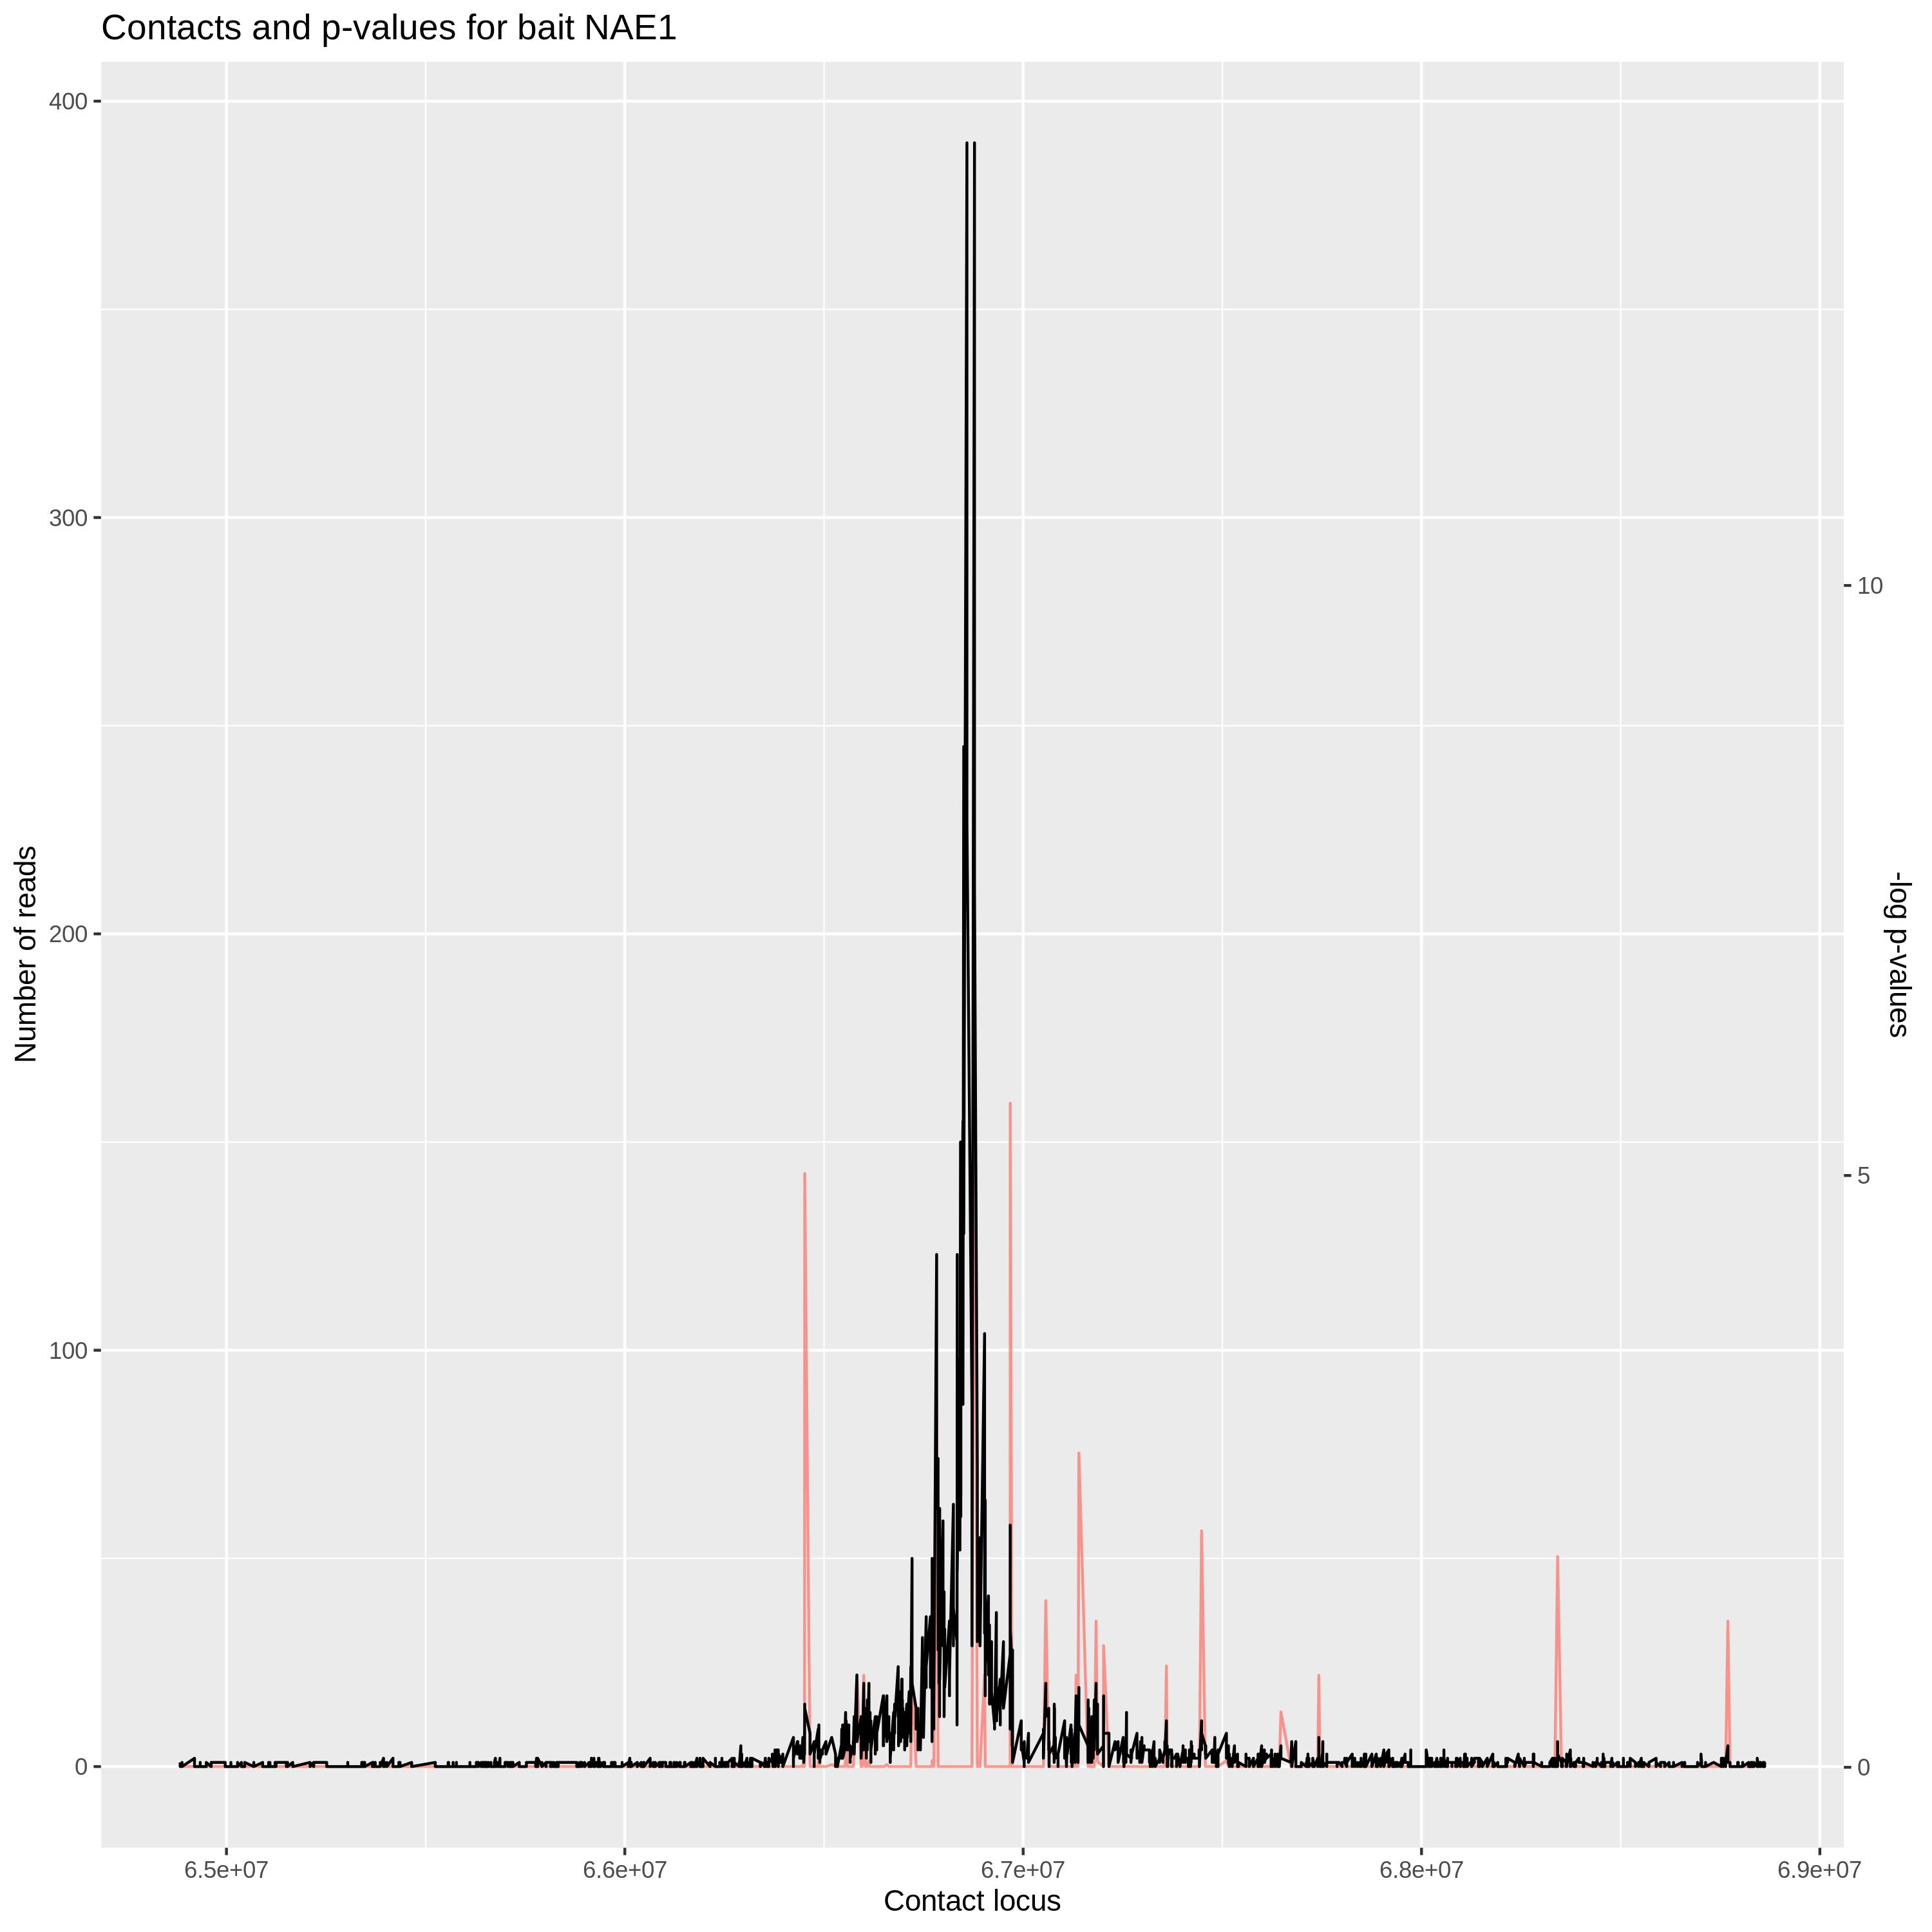 Contacts and p-values for bait NAE1
400
300
200
100
0
Number of reads
10
5
0
-log p-values
6.5e+07 6.6e+07 6.7e+07 6.8e+07 6.9e+07
Contact locus